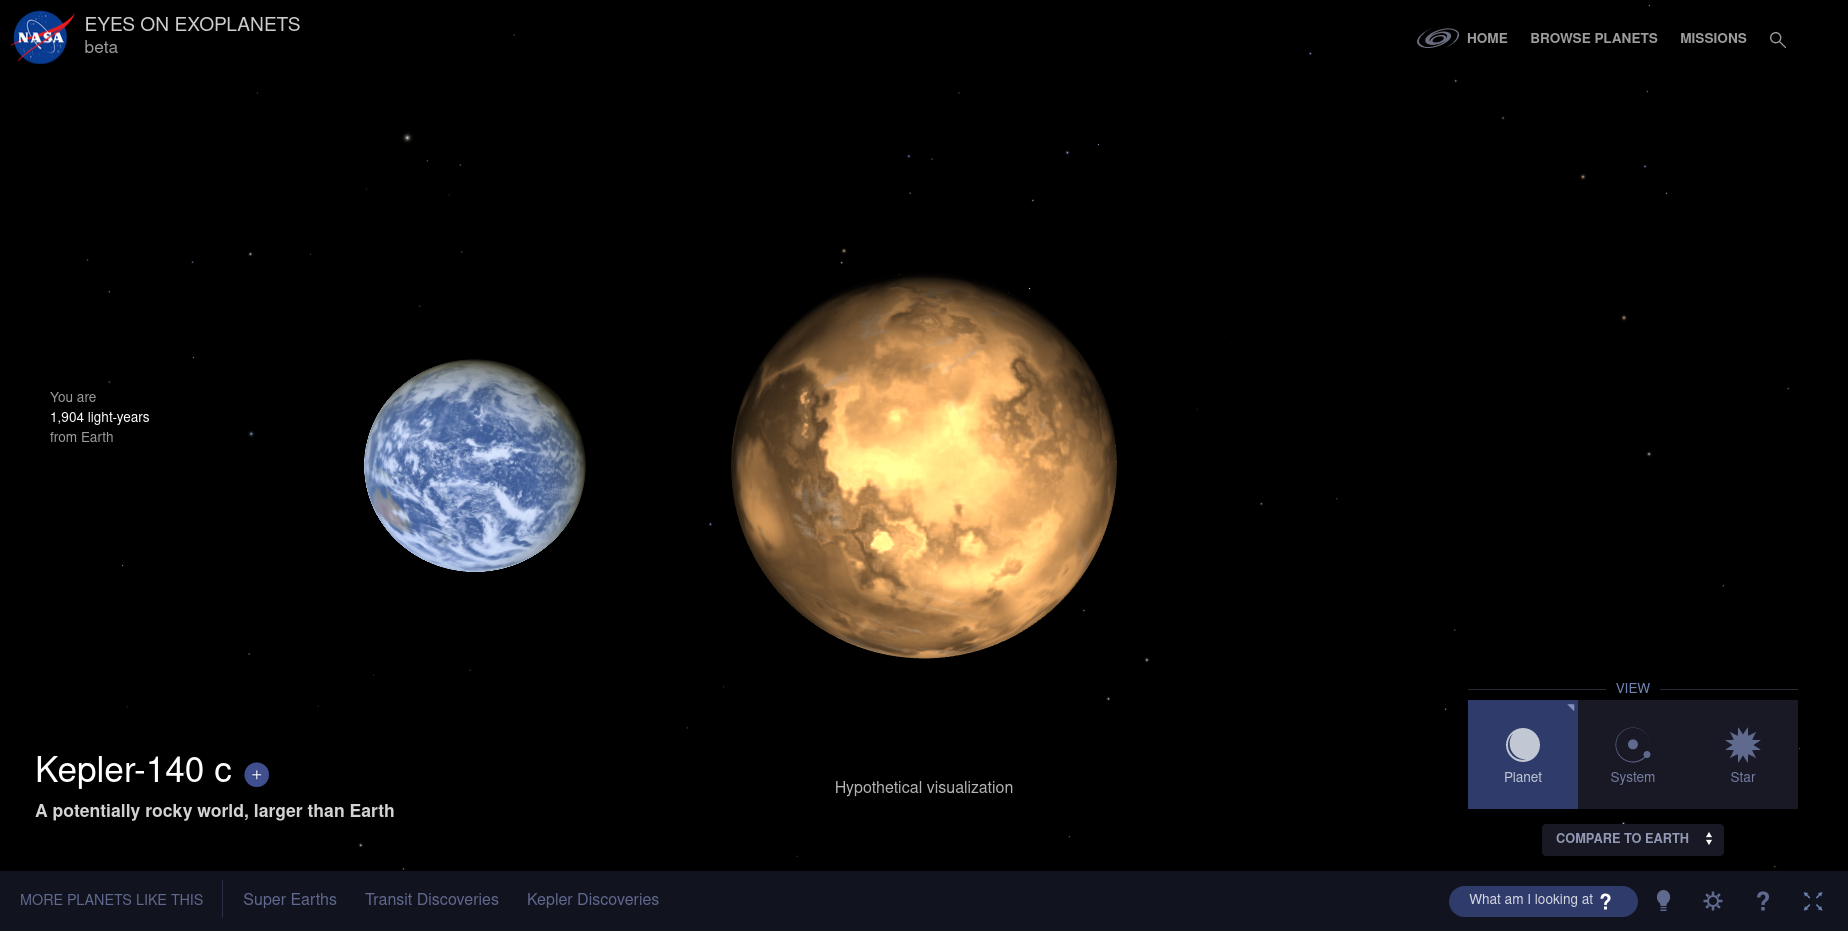 NASA
EYES ON EXOPLANETS
beta
HOME
BROWSE PLANETS
MISSIONS
You are
1,904 light-years
from Earth
Kepler-140 c +
A potentially rocky world, larger than Earth
Hypothetical visualization
VIEW
Planet
System
Star
COMPARE TO EARTH
MORE PLANETS LIKE THIS
Super Earths
Transit Discoveries
Kepler Discoveries
What am I looking at ?
?